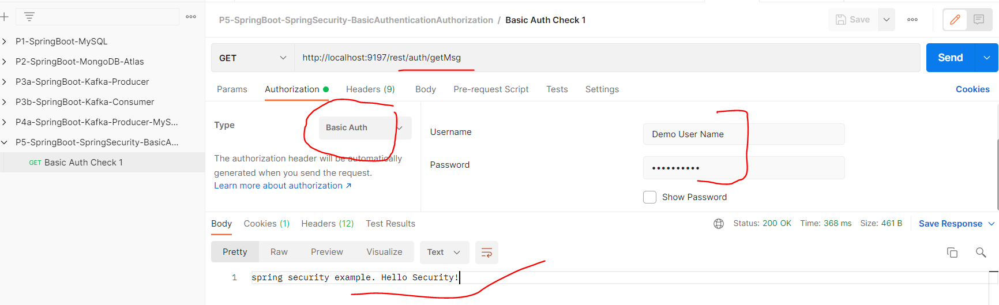 P5-SpringBoot-SpringSecurity-BasicAuthenticationAuthorization / Basic Auth Check 1
Save
P1-SpringBoot-MySQL
P2-SpringBoot-MongoDB-Atlas
P3a-SpringBoot-Kafka-Producer
P3b-SpringBoot-Kafka-Consumer
P4a-SpringBoot-Kafka-Producer-MyS...
P5-SpringBoot-SpringSecurity-BasicA...
GET Basic Auth Check 1
GET http://localhost:9197/rest/auth/getMsg Send
Params Authorization Headers (9) Body Pre-request Script Tests Settings Cookies
Type Basic Auth
The authorization header will be automatically
generated when you send the request.
Learn more about authorization ↗
Username Demo User Name
Password ••••••••••
Show Password
Body Cookies (1) Headers (12) Test Results Status: 200 OK Time: 368 ms Size: 461 B Save Response
Pretty Raw Preview Visualize Text
1 spring security example. Hello Security!